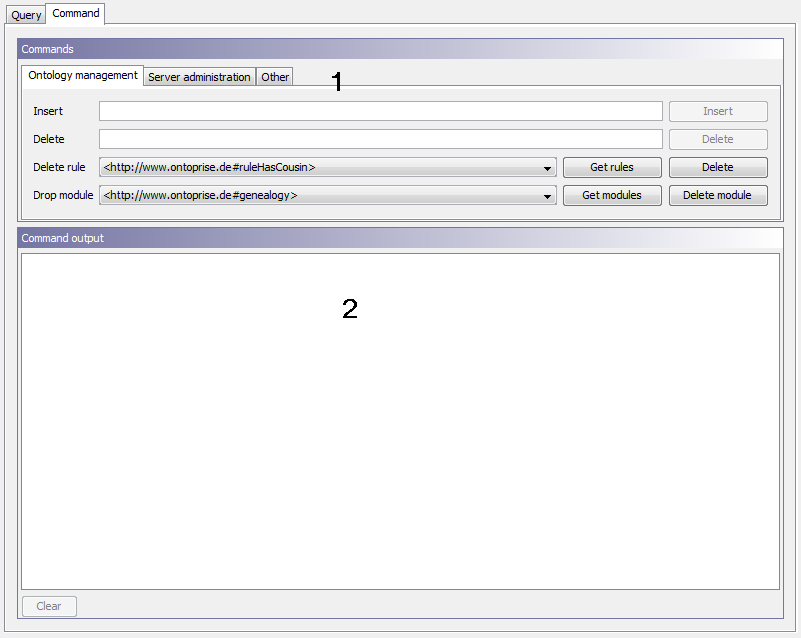 Query Command
Commands
Ontology management Server administration Other 1
Insert Insert
Delete Delete
Delete rule <http://www.ontoprise.de#ruleHasCousin> Get rules Delete
Drop module <http://www.ontoprise.de#genealogy> Get modules Delete module
Command output
2
Clear